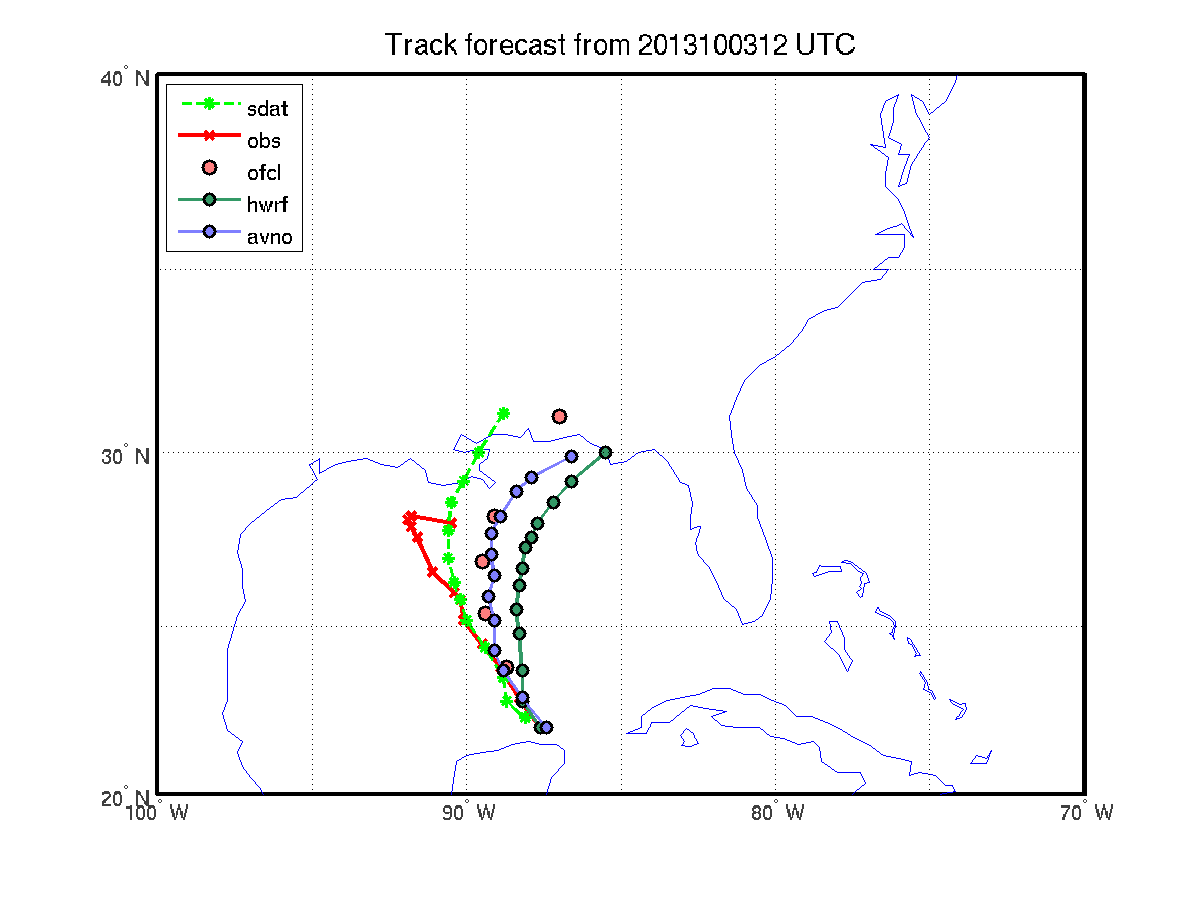 Track forecast from 2013100312 UTC
40° N
sdat
obs
ofcl
hwrf
avno
30° N
20° N
100° W
90° W
80° W
70° W